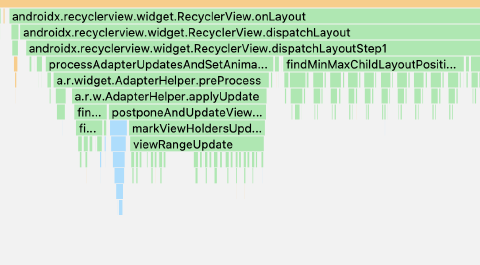 androidx.recyclerview.widget.RecyclerView.onLayout
androidx.recyclerview.widget.RecyclerView.dispatchLayout
androidx.recyclerview.widget.RecyclerView.dispatchLayoutStep1
processAdapterUpdatesAndSetAnima... findMinMaxChildLayoutPositi...
a.r.widget.AdapterHelper.preProcess
a.r.w.AdapterHelper.applyUpdate
fin... postponeAndUpdateView...
fi... markViewHoldersUpd...
viewRangeUpdate